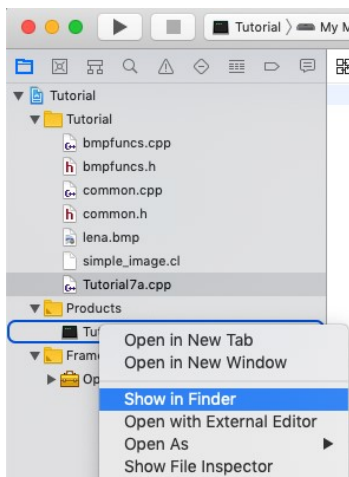 Tutorial
My M
Tutorial
Tutorial
bmpfuncs.cpp
bmpfuncs.h
common.cpp
common.h
lena.bmp
simple_image.cl
Tutorial7a.cpp
Products
Open in New Tab
Open in New Window
Show in Finder
Open with External Editor
Open As
Show File Inspector